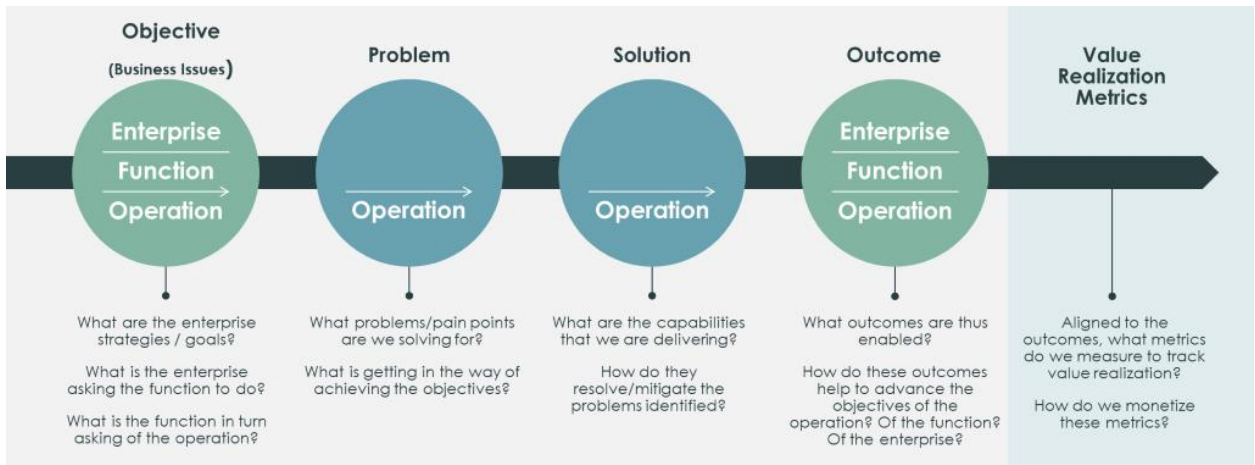 Objective
(Business Issues)
Enterprise
Function
Operation
What are the enterprise
strategies / goals?
What is the enterprise
asking the function to do?
What is the function in turn
asking of the operation?
Problem
Operation
What problems/pain points
are we solving for?
What is getting in the way of
achieving the objectives?
Solution
Operation
What are the capabilities
that we are delivering?
How do they
resolve/mitigate the
problems identified?
Outcome
Enterprise
Function
Operation
What outcomes are thus
enabled?
How do these outcomes
help to advance the
objectives of the
operation? Of the function?
Of the enterprise?
Value
Realization
Metrics
Aligned to the
outcomes, what metrics
do we measure to track
value realization?
How do we monetize
these metrics?